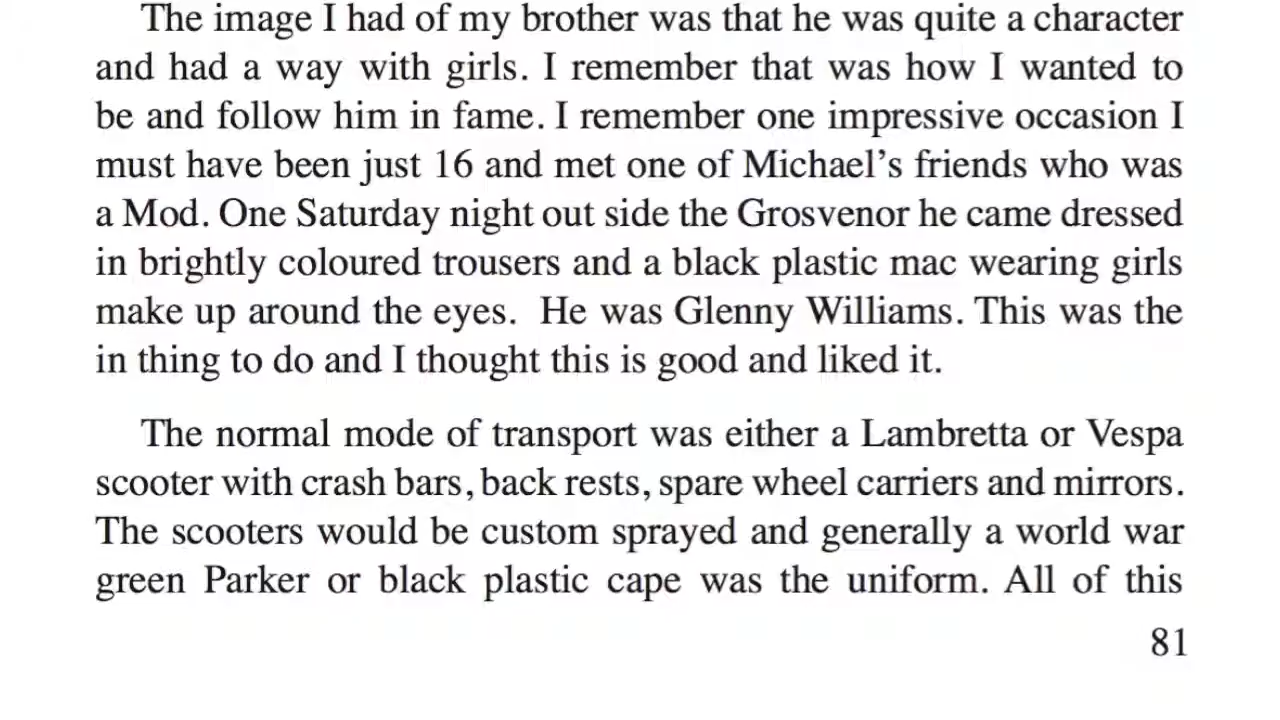 The image I had of my brother was that he was quite a character
and had a way with girls. I remember that was how I wanted to
be and follow him in fame. I remember one impressive occasion I
must have been just 16 and met one of Michael’s friends who was
a Mod. One Saturday night out side the Grosvenor he came dressed
in brightly coloured trousers and a black plastic mac wearing girls
make up around the eyes.  He was Glenny Williams. This was the
in thing to do and I thought this is good and liked it.
The normal mode of transport was either a Lambretta or Vespa
scooter with crash bars, back rests, spare wheel carriers and mirrors.
The scooters would be custom sprayed and generally a world war
green Parker or black plastic cape was the uniform. All of this
81